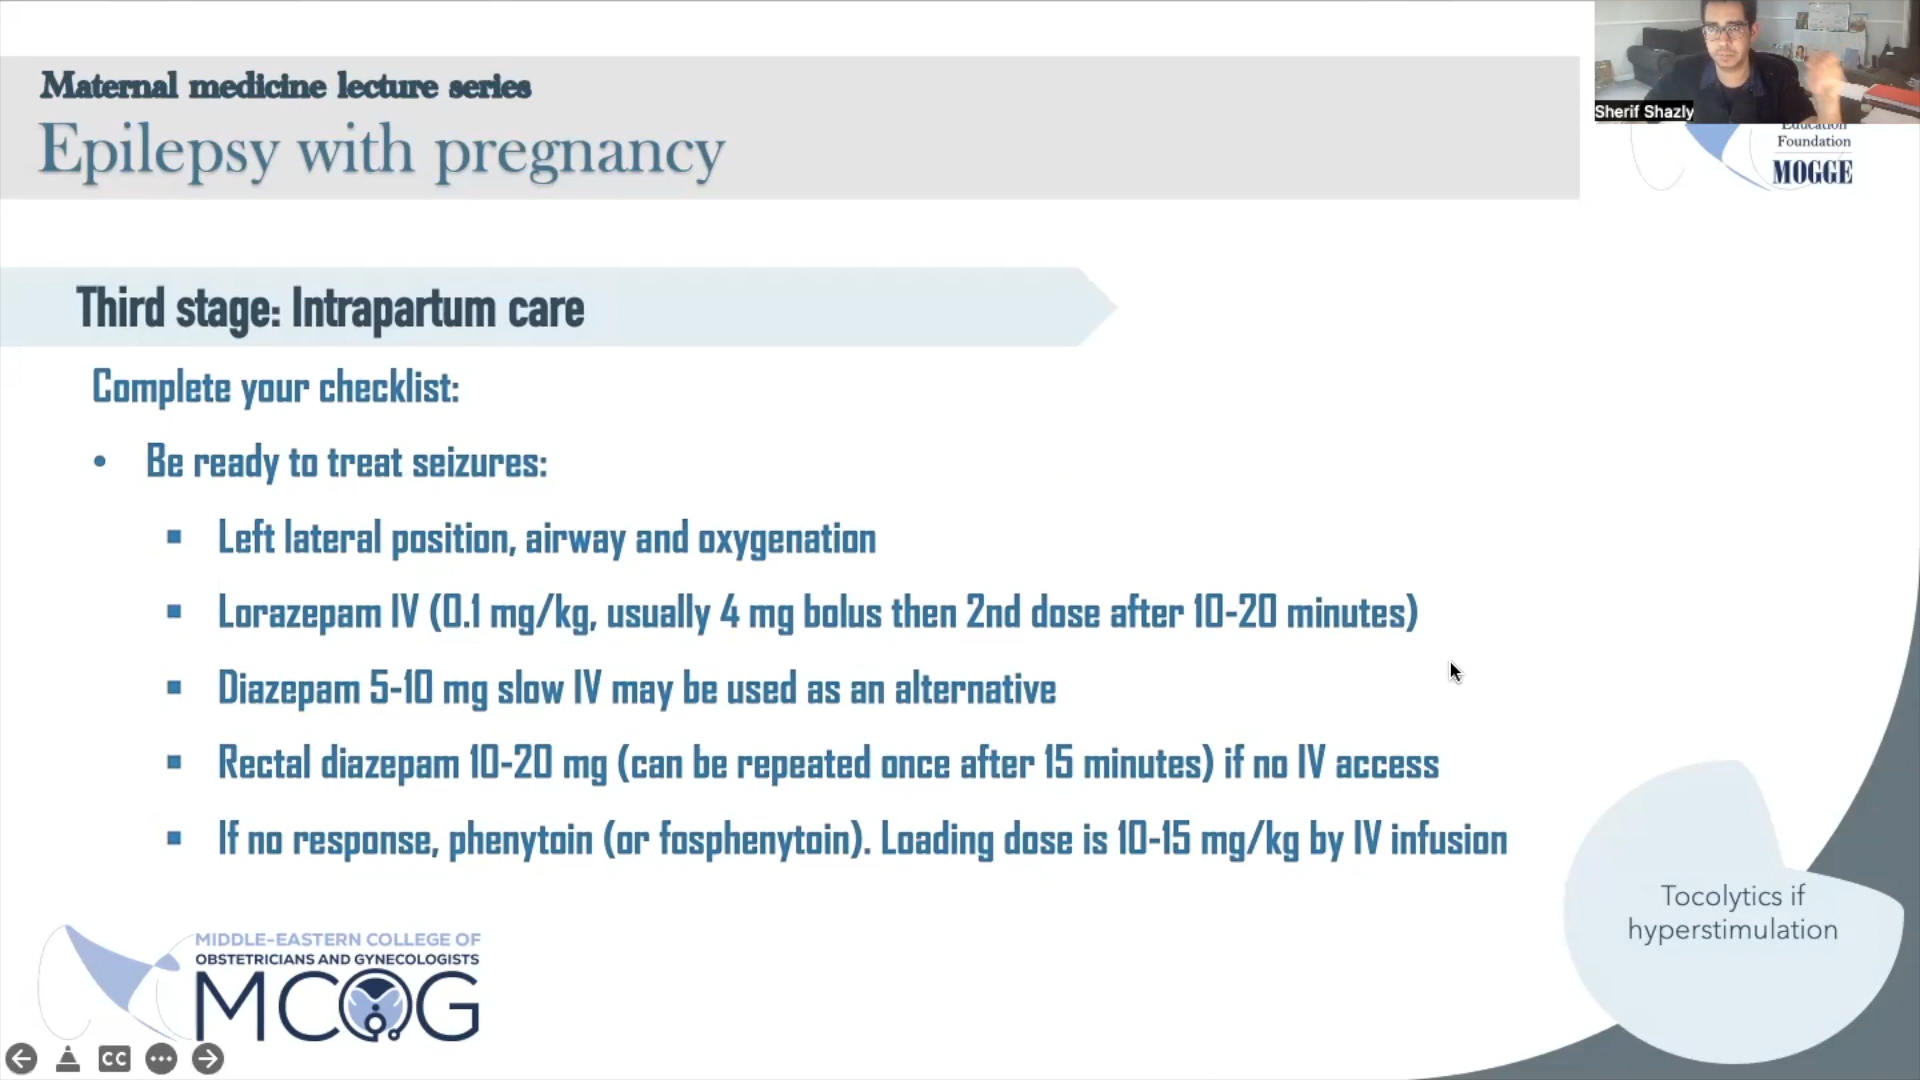 Maternal medicine lecture series
Epilepsy with pregnancy
Sherif Shazly
Education
Foundation
MOGGE
Third stage: Intrapartum care
Complete your checklist:
• Be ready to treat seizures:
▪ Left lateral position, airway and oxygenation
▪ Lorazepam IV (0.1 mg/kg, usually 4 mg bolus then 2nd dose after 10-20 minutes)
▪ Diazepam 5-10 mg slow IV may be used as an alternative
▪ Rectal diazepam 10-20 mg (can be repeated once after 15 minutes) if no IV access
▪ If no response, phenytoin (or fosphenytoin). Loading dose is 10-15 mg/kg by IV infusion
Tocolytics if
hyperstimulation
MIDDLE-EASTERN COLLEGE OF
OBSTETRICIANS AND GYNECOLOGISTS
MCOG
CC